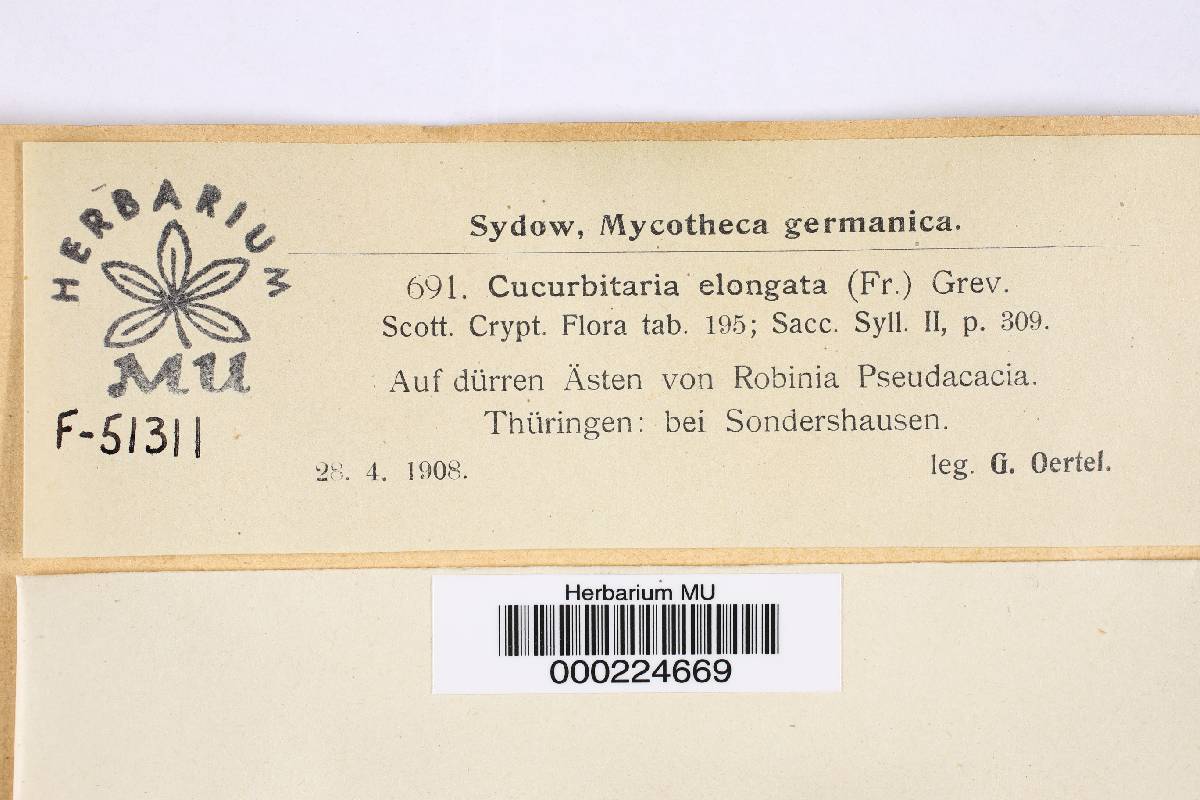 HERBARIUM
MU
F-51311
Sydow, Mycotheca germanica.
691. Cucurbitaria elongata (Fr.) Grev.
Scott. Crypt. Flora tab. 195; Sacc. Syll. II, p. 309.
Auf dürren Ästen von Robinia Pseudacacia.
Thüringen: bei Sondershausen.
28. 4. 1908.
leg. G. Oertel.
Herbarium MU
000224669